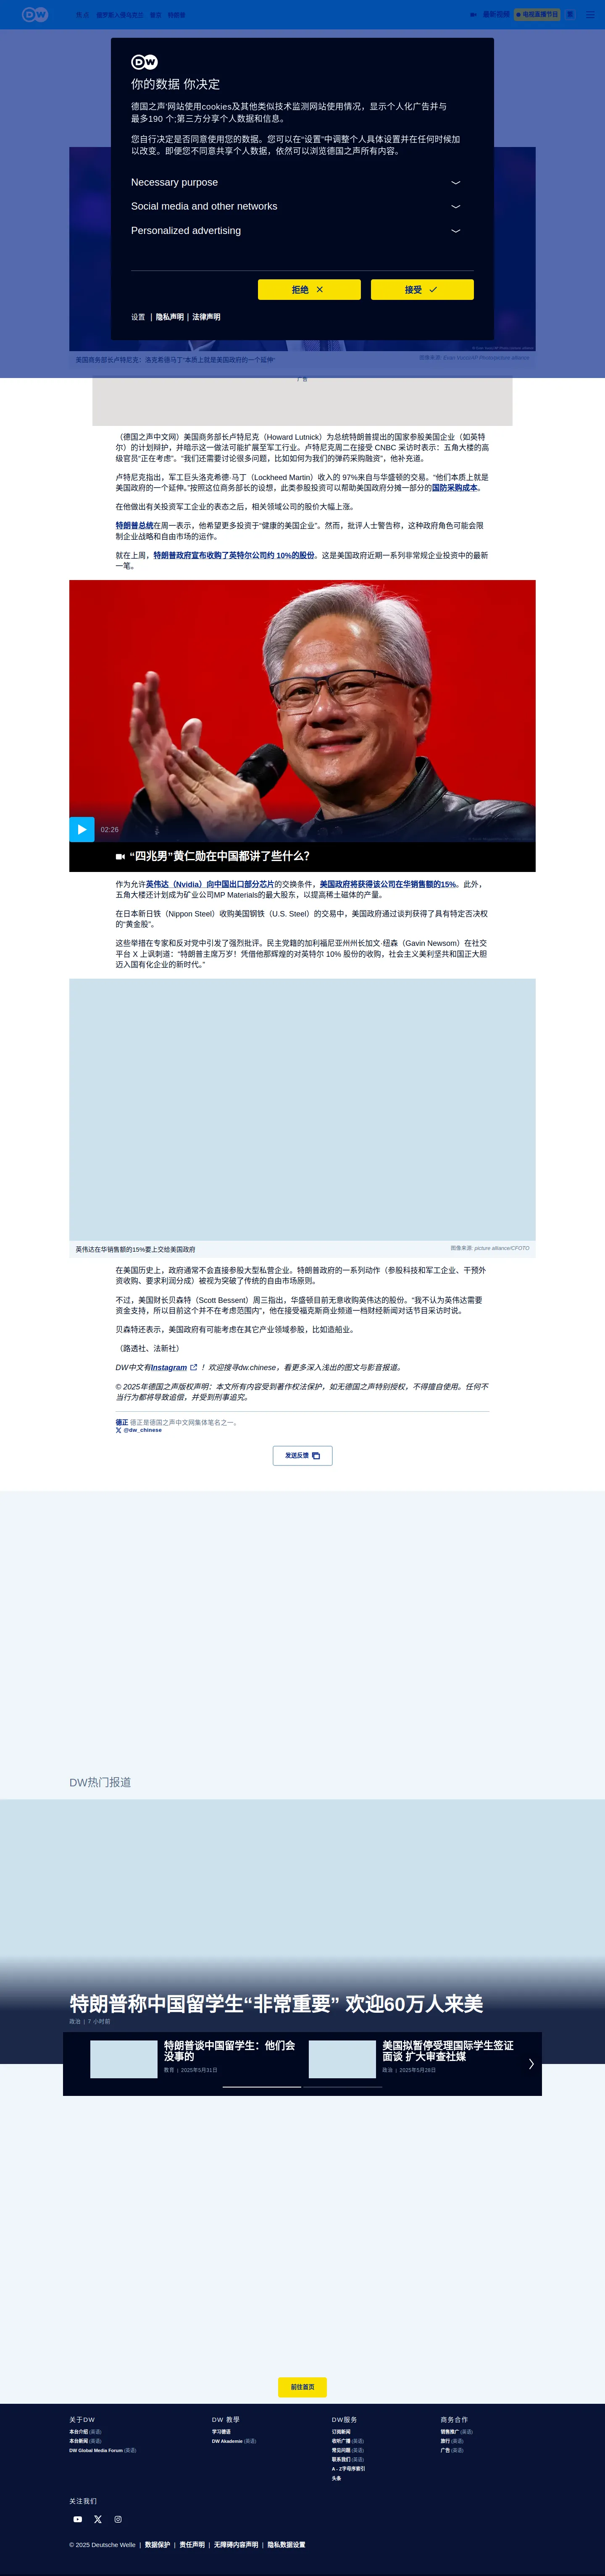 焦点
俄罗斯入侵乌克兰
德官
特榜搜
最新视频
电视直播节目
繁
DW
你的数据 你决定
德国之声'网站使用cookies及其他类似技术监测网站使用情况，显示个人化广告并与
最多190 个;第三方分享个人数据和信息。
您自行决定是否同意使用您的数据。您可以在“设置”中调整个人具体设置并在任何时候加
以改变。即便您不同意共享个人数据，依然可以浏览德国之声所有内容。
Necessary purpose
Social media and other networks
Personalized advertising
拒绝
接受
设置 | 隐私声明 | 法律声明
美国商务部长卢特尼克：洛克希德马丁“本质上就是美国政府的一个延伸”
广告
（德国之声中文网）美国商务部长卢特尼克（Howard Lutnick）为总统特朗普提出的国家参股美国企业（如英特
尔）的计划辩护，并暗示这一做法可能扩展至军工行业。卢特尼克周二在接受 CNBC 采访时表示：五角大楼的高
级官员“正在考虑”。“我们还需要讨论很多问题，比如如何为我们的弹药采购融资”，他补充道。
卢特尼克指出，军工巨头洛克希德·马丁（Lockheed Martin）收入的 97%来自与华盛顿的交易。“他们本质上就是
美国政府的一个延伸。”按照这位商务部长的设想，此类参股投资可以帮助美国政府分摊一部分的国防采购成本。
在他做出有关投资军工企业的表态之后，相关领域公司的股价大幅上涨。
特朗普总统在周一表示，他希望更多投资于“健康的美国企业”。然而，批评人士警告称，这种政府角色可能会限
制企业战略和自由市场的运作。
就在上周，特朗普政府宣布收购了英特尔公司约 10%的股份。这是美国政府近期一系列非常规企业投资中的最新
一笔。
02:26
“四兆男”黄仁勋在中国都讲了些什么？
作为允许英伟达（Nvidia）向中国出口部分芯片的交换条件，美国政府将获得该公司在华销售额的15%。此外，
五角大楼还计划成为矿业公司MP Materials的最大股东，以提高稀土磁体的产量。
在日本新日铁（Nippon Steel）收购美国钢铁（U.S. Steel）的交易中，美国政府通过谈判获得了具有特定否决权
的“黄金股”。
这些举措在专家和反对党中引发了强烈批评。民主党籍的加利福尼亚州州长加文·纽森（Gavin Newsom）在社交
平台 X 上讽刺道：“特朗普主席万岁！凭借他那辉煌的对英特尔 10% 股份的收购，社会主义美利坚共和国正大胆
迈入国有化企业的新时代。”
英伟达在华销售额的15%要上交给美国政府
图像来源: picture alliance/CFOTO
在美国历史上，政府通常不会直接参股大型私营企业。特朗普政府的一系列动作（参股科技和军工企业、干预外
资收购、要求利润分成）被视为突破了传统的自由市场原则。
不过，美国财长贝森特（Scott Bessent）周三指出，华盛顿目前无意收购英伟达的股份。“我不认为英伟达需要
资金支持，所以目前这个并不在考虑范围内”，他在接受福克斯商业频道一档财经新闻对话节目采访时说。
贝森特还表示，美国政府有可能考虑在其它产业领域参股，比如造船业。
（路透社、法新社）
DW中文有Instagram ！欢迎搜寻dw.chinese，看更多深入浅出的图文与影音报道。
© 2025年德国之声版权声明：本文所有内容受到著作权法保护，如无德国之声特别授权，不得擅自使用。任何不
当行为都将导致追偿，并受到刑事追究。
德正 德正是德国之声中文网集体笔名之一。
@dw_chinese
发送反馈
DW热门报道
特朗普称中国留学生“非常重要” 欢迎60万人来美
政治 | 7 小时前
特朗普谈中国留学生：他们会
没事的
教育 | 2025年5月31日
美国拟暂停受理国际学生签证
面谈 扩大审查社媒
政治 | 2025年5月28日
前往首页
关于DW
本台介绍 (英语)
本台新闻 (英语)
DW Global Media Forum (英语)
DW 教學
学习德语
DW Akademie (英语)
DW服务
订阅新闻
收听广播 (英语)
常见问题 (英语)
联系我们 (英语)
A - Z字母序索引
头条
商务合作
销售推广 (英语)
旅行 (英语)
广告 (英语)
关注我们
© 2025 Deutsche Welle | 数据保护 | 责任声明 | 无障碍内容声明 | 隐私数据设置